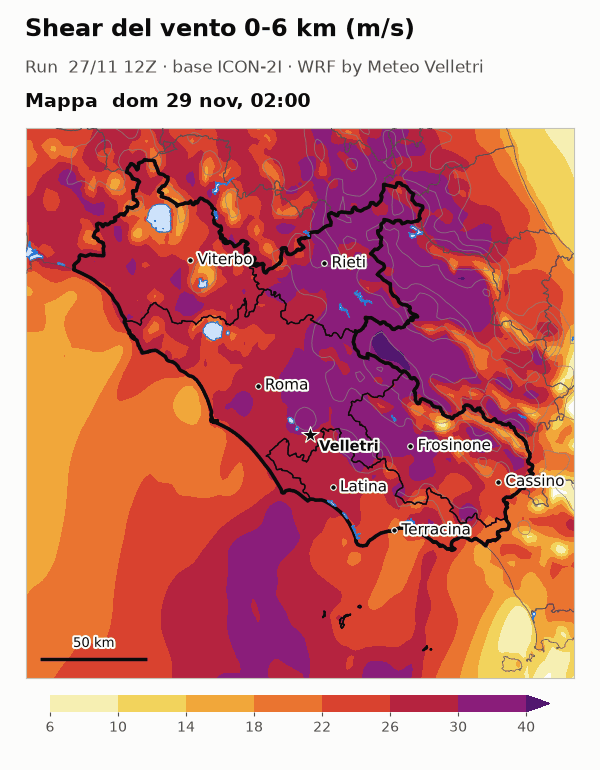 Shear del vento 0-6 km (m/s)
Run  27/11 12Z · base ICON-2I · WRF by Meteo Velletri
Mappa  dom 29 nov, 02:00
Viterbo
Rieti
Roma
Velletri
Frosinone
Latina
Cassino
Terracina
50 km
6 10 14 18 22 26 30 40